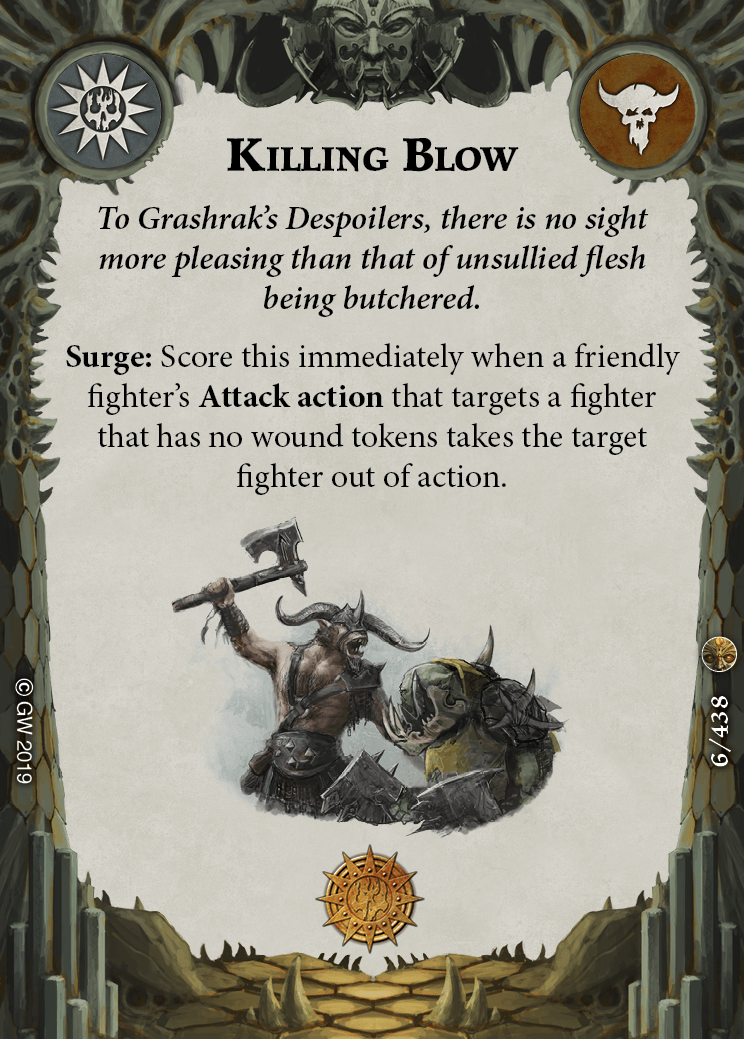 Killing Blow
To Grashrak's Despoilers, there is no sight
more pleasing than that of unsullied flesh
being butchered.
Surge: Score this immediately when a friendly
fighter's Attack action that targets a fighter
that has no wound tokens takes the target
fighter out of action.
© GW 2019
6/438